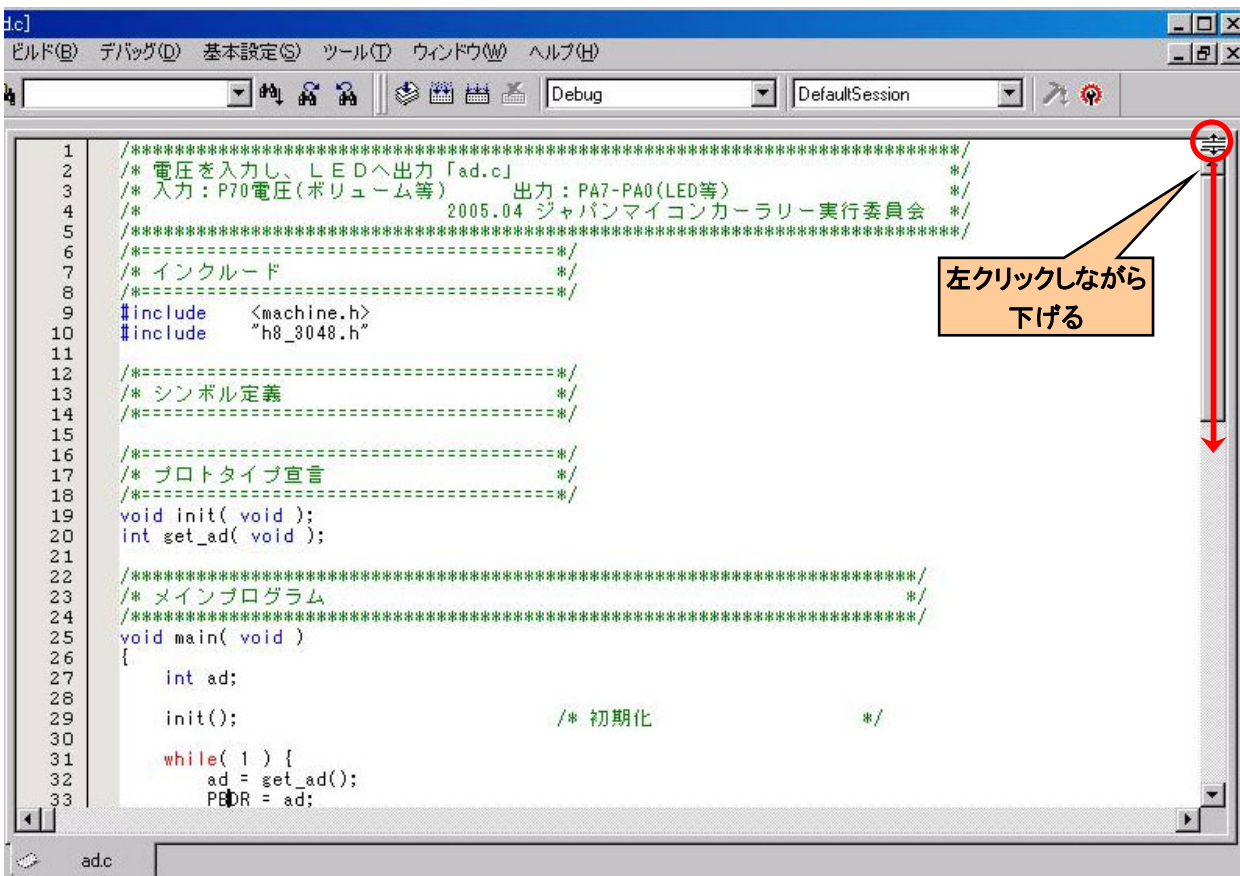 d.c]
ビルド(B) デバッグ(D) 基本設定(S) ツール(T) ウィンドウ(W) ヘルプ(H)
Debug DefaultSession
1 /*****************************************************************************/
2 /* 電圧を入力し、ＬＥＤへ出力「ad.c」 */
3 /* 入力：P70電圧(ボリューム等) 出力：PA7-PA0(LED等) */
4 /* 2005.04 ジャパンマイコンカーラリー実行委員会 */
5 /*****************************************************************************/
6 /*======================================*/
7 /* インクルード */
8 /*======================================*/
9 #include <machine.h>
10 #include "h8_3048.h"
11
12 /*======================================*/
13 /* シンボル定義 */
14 /*======================================*/
15
16 /*======================================*/
17 /* プロトタイプ宣言 */
18 /*======================================*/
19 void init( void );
20 int get_ad( void );
21
22 /*************************************************************************/
23 /* メインプログラム */
24 /*************************************************************************/
25 void main( void )
26 {
27 int ad;
28
29 init(); /* 初期化 */
30
31 while( 1 ) {
32 ad = get_ad();
33 PBDR = ad;
左クリックしながら
下げる
ad.c